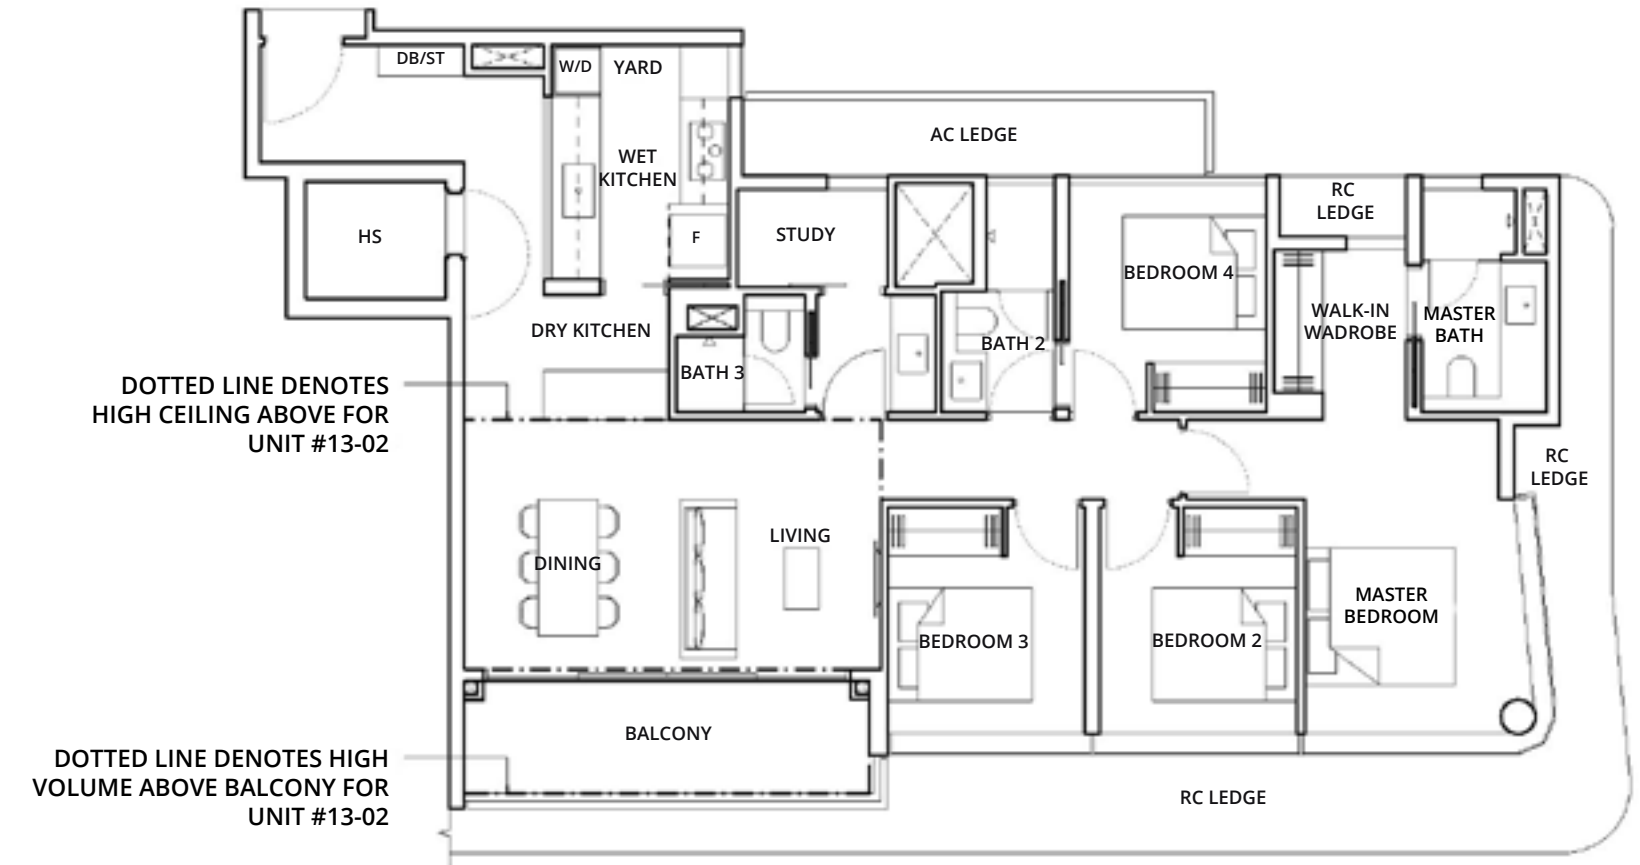 DB/ST
W/D
YARD
AC LEDGE
WET
KITCHEN
RC
LEDGE
HS
F
STUDY
BEDROOM 4
WALK-IN
WADROBE
MASTER
BATH
DRY KITCHEN
BATH 2
BATH 3
DOTTED LINE DENOTES
HIGH CEILING ABOVE FOR
UNIT #13-02
RC
LEDGE
LIVING
DINING
MASTER
BEDROOM
BEDROOM 3
BEDROOM 2
BALCONY
DOTTED LINE DENOTES HIGH
VOLUME ABOVE BALCONY FOR
UNIT #13-02
RC LEDGE